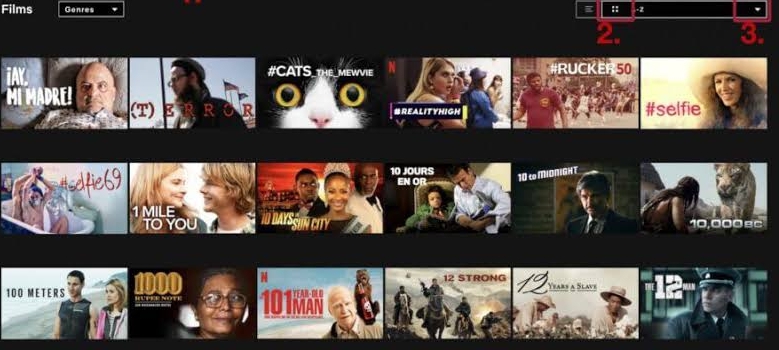 Films
Genres
-Z
2.
3.
¡AY,
MI MADRE!
(T)ERROR
#CATS_THE_MEWVIE
N
#REALITYHIGH
#RUCKER50
#selfie
#selfie69
1 MILE
TO YOU
10 DAYS
SUN CITY
10 JOURS
EN OR
10 to MIDNIGHT
10,000 BC
100 METERS
1000
RUPEE NOTE
N
101 YEAR-OLD
MAN
12 STRONG
12 YEARS A SLAVE
THE 12TH MAN